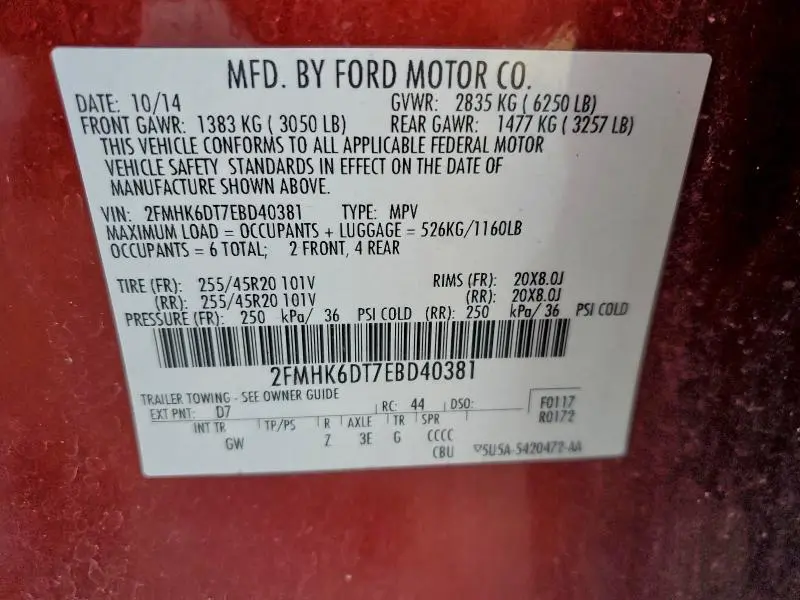 MFD. BY FORD MOTOR CO.
DATE: 10/14 GVWR: 2835 KG ( 6250 LB)
FRONT GAWR: 1383 KG ( 3050 LB) REAR GAWR: 1477 KG ( 3257 LB)
THIS VEHICLE CONFORMS TO ALL APPLICABLE FEDERAL MOTOR
VEHICLE SAFETY STANDARDS IN EFFECT ON THE DATE OF
MANUFACTURE SHOWN ABOVE.
VIN: 2FMHK6DT7EBD40381 TYPE: MPV
MAXIMUM LOAD = OCCUPANTS + LUGGAGE = 526KG/1160LB
OCCUPANTS = 6 TOTAL; 2 FRONT, 4 REAR
TIRE (FR): 255/45R20 101V RIMS (FR): 20X8.0J
(RR): 255/45R20 101V (RR): 20X8.0J
PRESSURE (FR): 250 kPa/ 36 PSI COLD (RR): 250 kPa/ 36 PSI COLD
2FMHK6DT7EBD40381
TRAILER TOWING - SEE OWNER GUIDE
EXT PNT: D7 RC: 44 DSO: F0117
R0172
INT TR TP/PS R AXLE TR SPR
GW Z 3E G CCCC
CBU 5U5A-5420472-AA